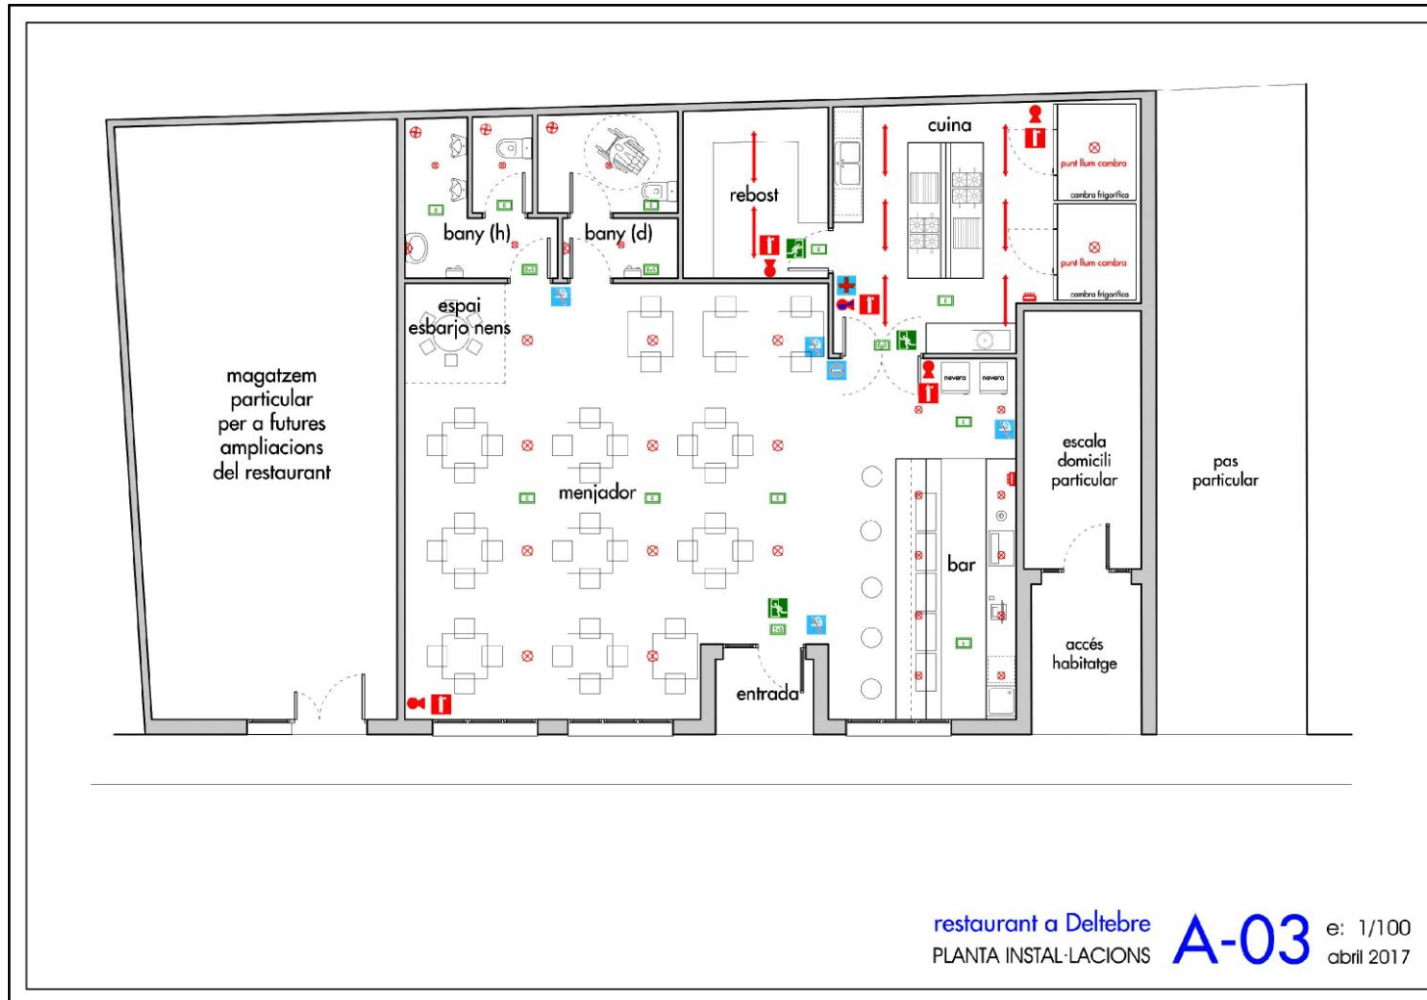 cuina
punt llum cambra
cambra frigorífica
rebost
bany (h)
bany (d)
punt llum cambra
cambra frigorífica
espai
esbarjo nens
magatzem
particular
per a futures
ampliacions
del restaurant
nevera
nevera
escala
domicili
particular
pas
particular
menjador
bar
accés
habitatge
entrada
restaurant a Deltebre
PLANTA INSTAL·LACIONS
A-03
e: 1/100
abril 2017